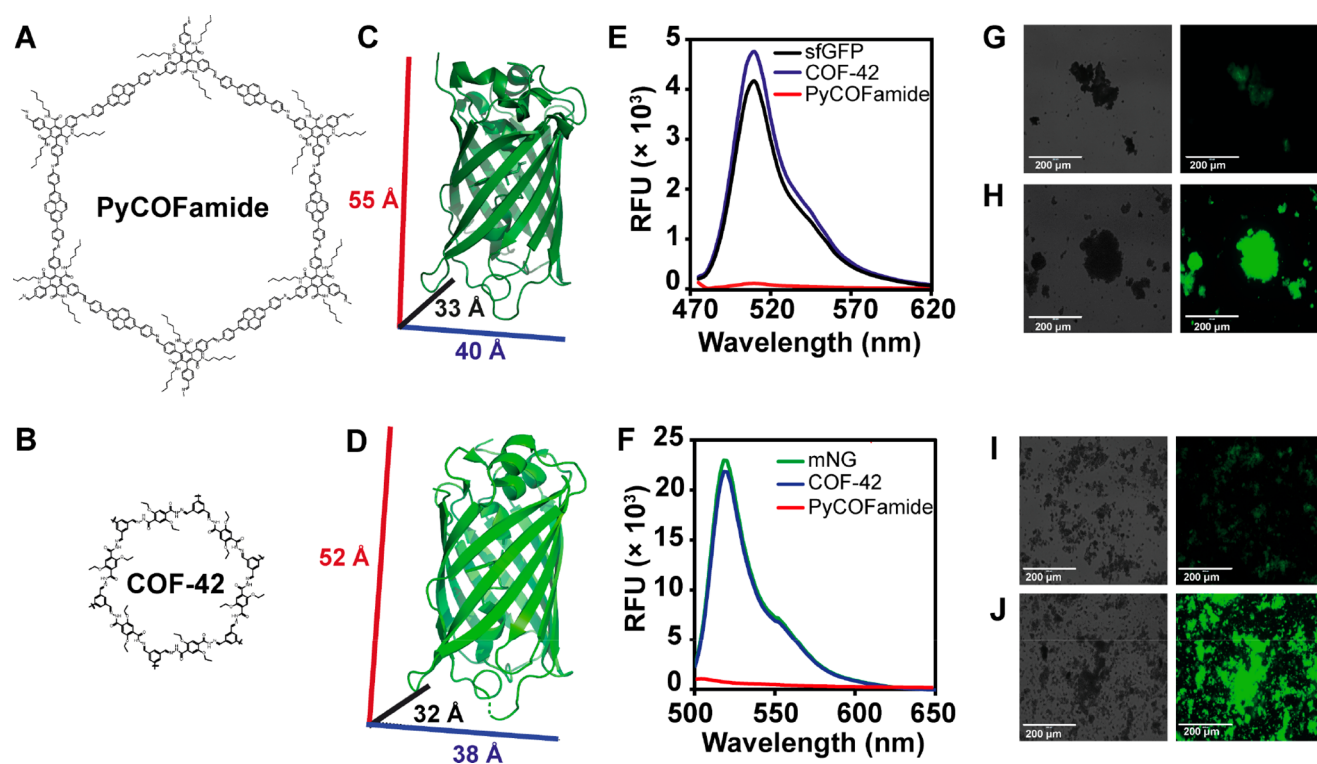 A
PyCOFamide
B
COF-42
C
55 Å
33 Å
40 Å
D
52 Å
32 Å
38 Å
E
5
4
3
2
1
0
RFU (× 10³)
sfGFP
COF-42
PyCOFamide
470 520 570 620
Wavelength (nm)
F
25
20
15
10
5
0
RFU (× 10³)
mNG
COF-42
PyCOFamide
500 550 600 650
Wavelength (nm)
G
200 µm
200 µm
H
200 µm
200 µm
I
200 µm
200 µm
J
200 µm
200 µm